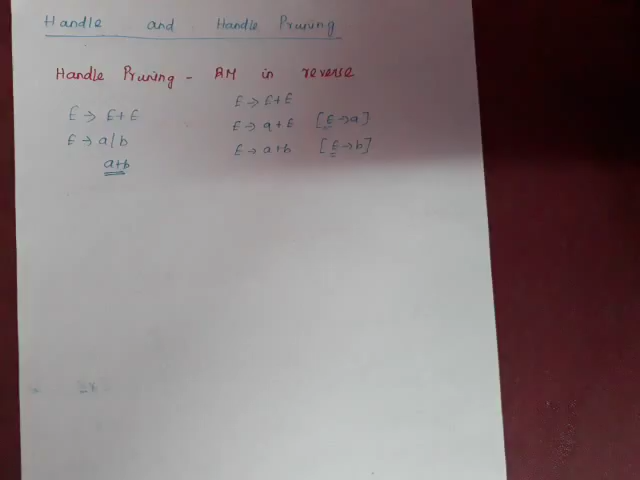 Handle and Handle Pruning
Handle Pruning - RM in reverse
E → E+E
E → a/b
a+b
E → E+E
E → a+E [E→a]
E → a+b [E→b]